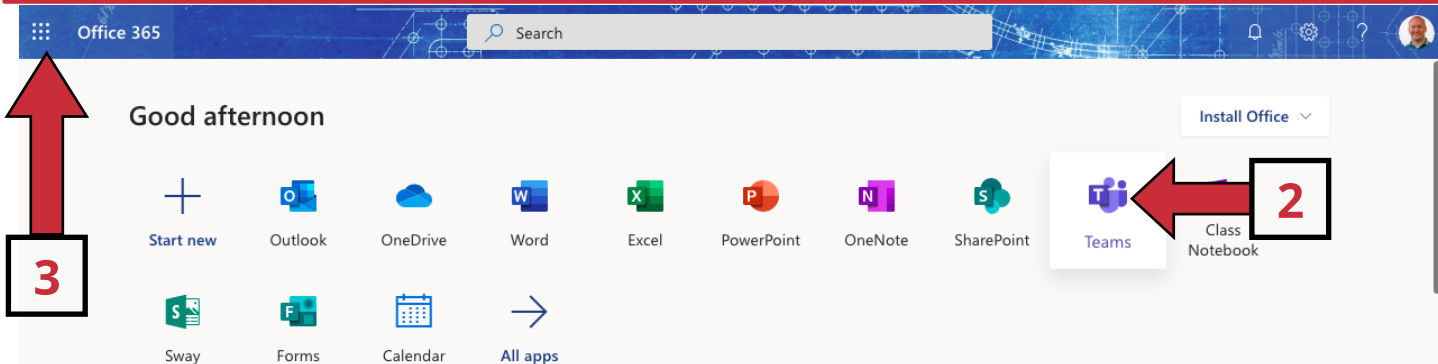 Office 365
Search
?
Good afternoon
Install Office
2
Start new
Outlook
OneDrive
Word
Excel
PowerPoint
OneNote
SharePoint
Teams
Class
Notebook
3
Sway
Forms
Calendar
All apps